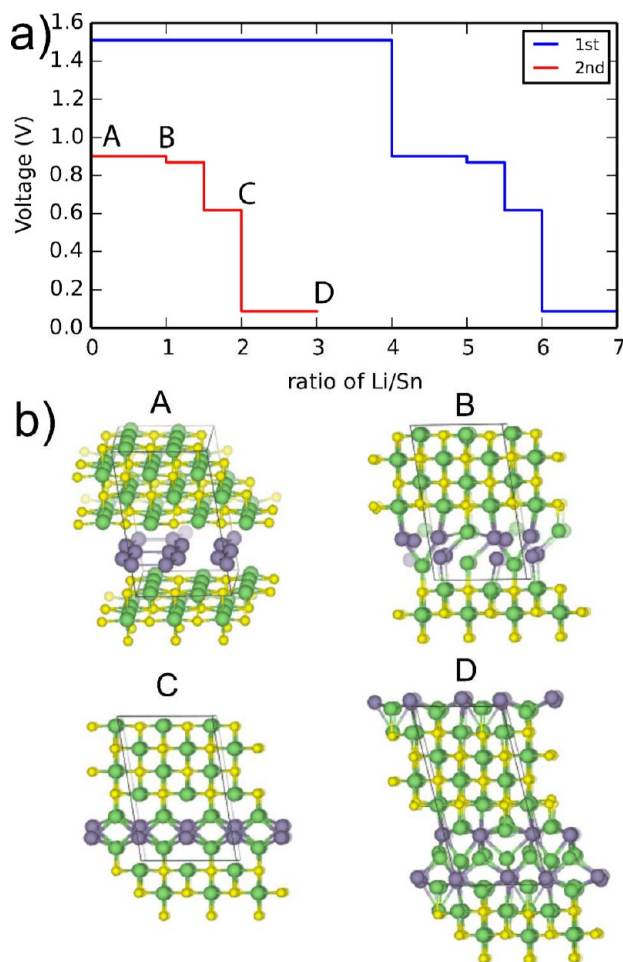 a)
1.6
1.4
1.2
1.0
0.8
0.6
0.4
0.2
0.0
Voltage (V)
1st
2nd
A
B
C
D
0 1 2 3 4 5 6 7
ratio of Li/Sn
b)
A
B
C
D